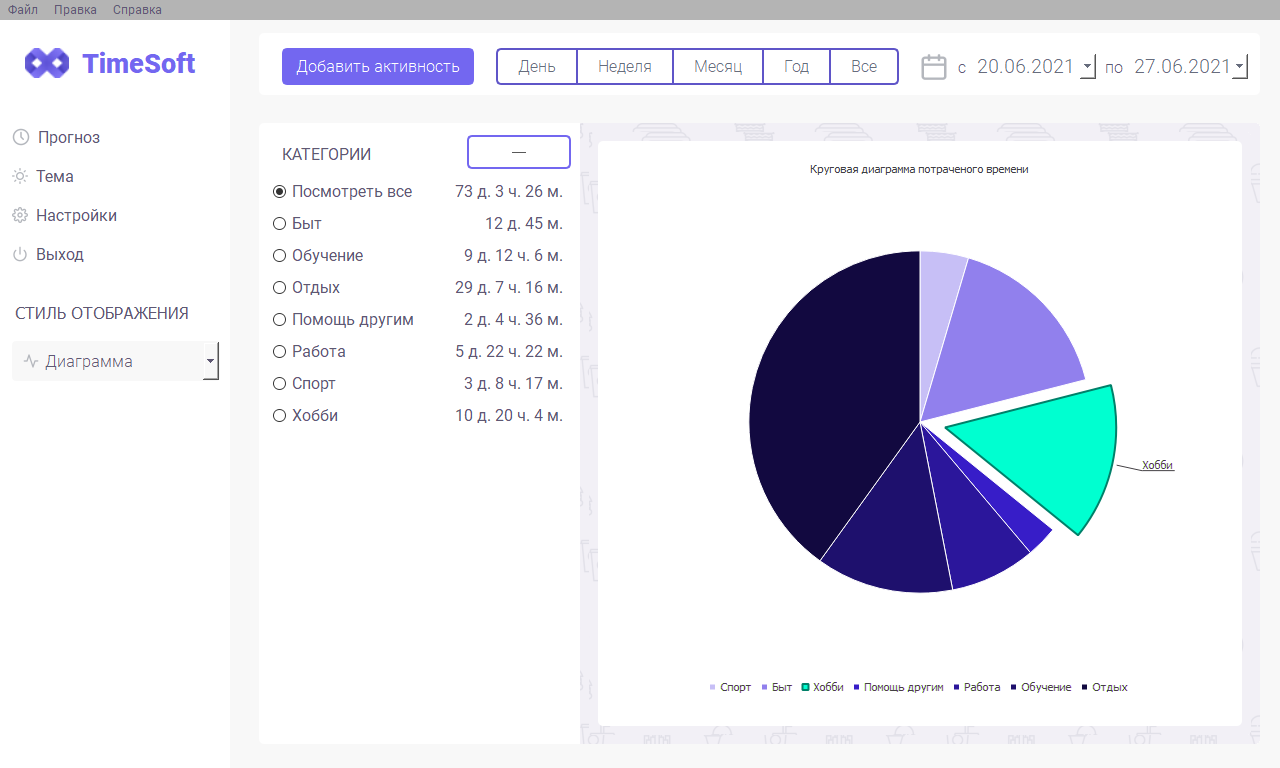 Файл Правка Справка
TimeSoft
Прогноз
Тема
Настройки
Выход
СТИЛЬ ОТОБРАЖЕНИЯ
Диаграмма
Добавить активность
День Неделя Месяц Год Все
с 20.06.2021 по 27.06.2021
КАТЕГОРИИ —
Посмотреть все 73 д. 3 ч. 26 м.
Быт 12 д. 45 м.
Обучение 9 д. 12 ч. 6 м.
Отдых 29 д. 7 ч. 16 м.
Помощь другим 2 д. 4 ч. 36 м.
Работа 5 д. 22 ч. 22 м.
Спорт 3 д. 8 ч. 17 м.
Хобби 10 д. 20 ч. 4 м.
Круговая диаграмма потраченого времени
Хобби
Спорт Быт Хобби Помощь другим Работа Обучение Отдых